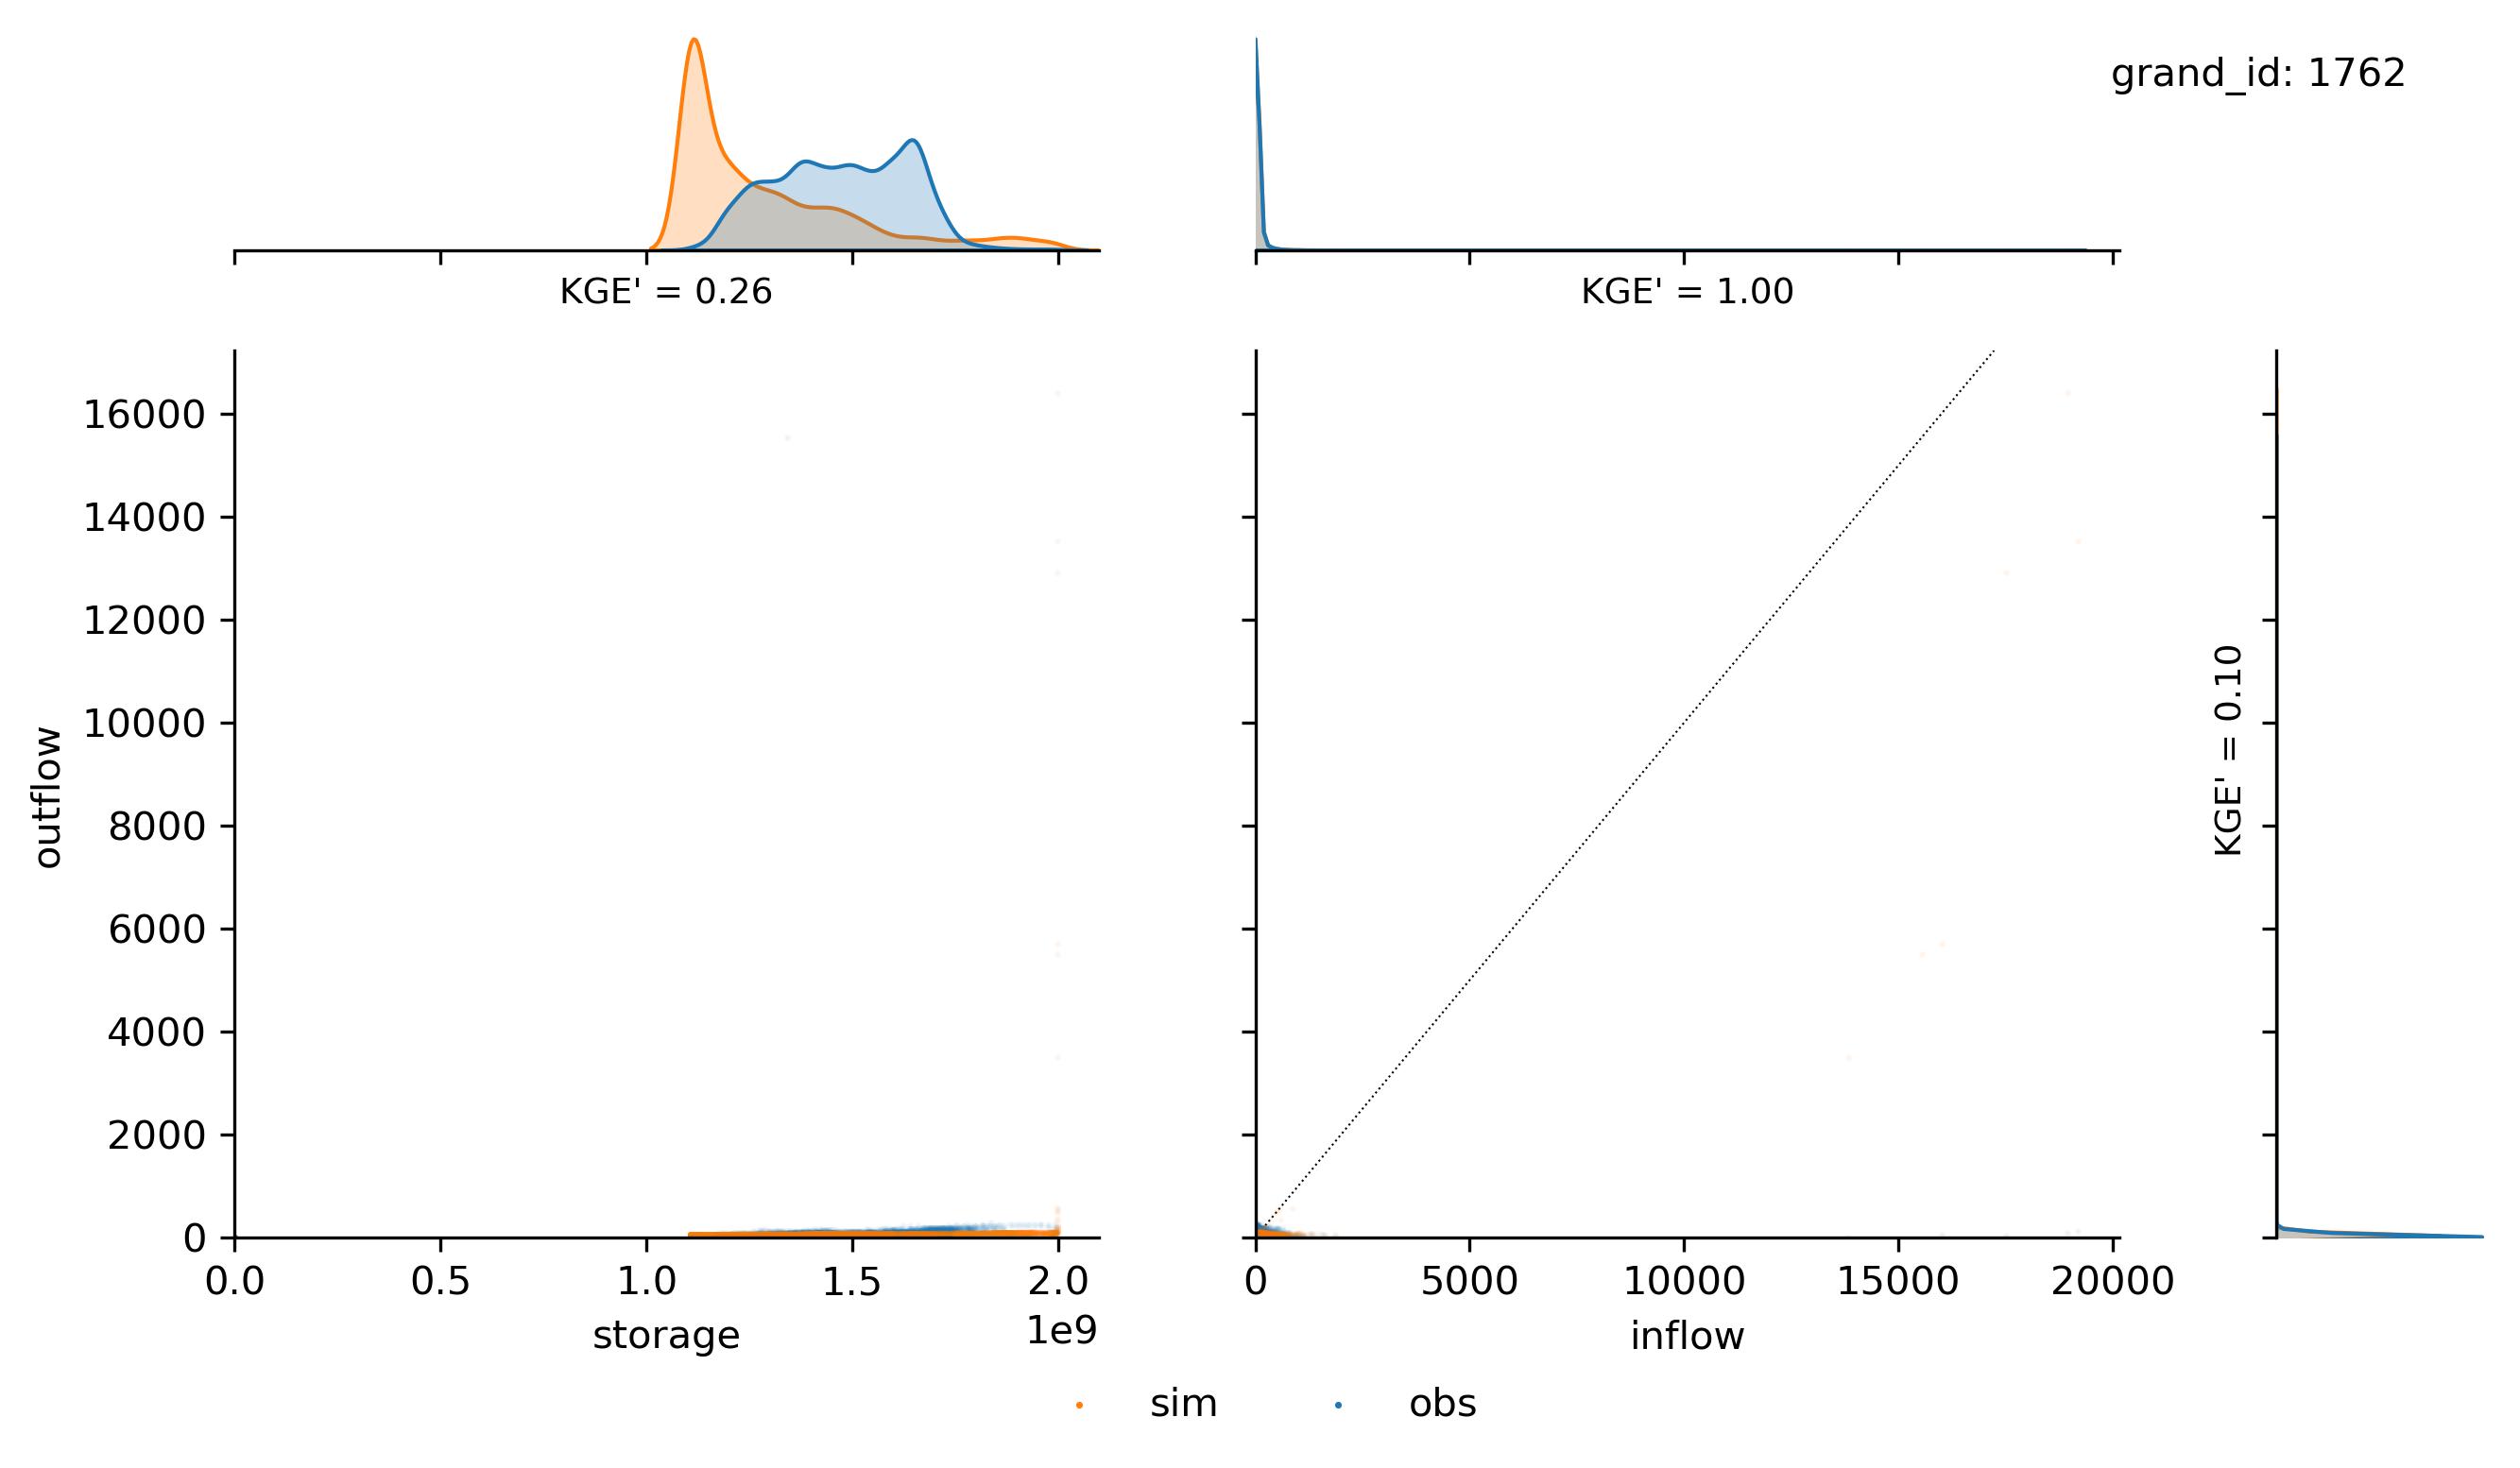 grand_id: 1762
KGE' = 0.26
KGE' = 1.00
16000
14000
12000
10000
8000
6000
4000
2000
0
outflow
KGE' = 0.10
0.0 0.5 1.0 1.5 2.0
1e9
storage
0 5000 10000 15000 20000
inflow
sim obs